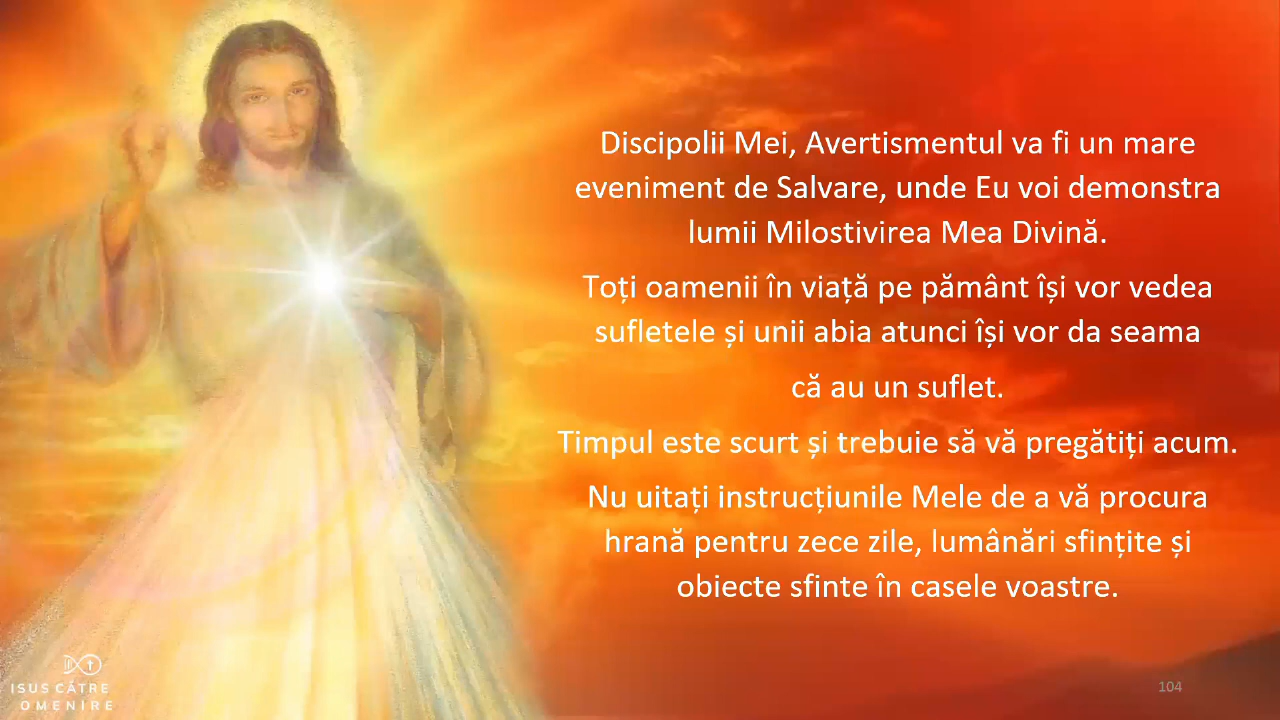 Discipolii Mei, Avertismentul va fi un mare
eveniment de Salvare, unde Eu voi demonstra
lumii Milostivirea Mea Divină.
Toți oamenii în viață pe pământ își vor vedea
sufletele și unii abia atunci își vor da seama
că au un suflet.
Timpul este scurt și trebuie să vă pregătiți acum.
Nu uitați instrucțiunile Mele de a vă procura
hrană pentru zece zile, lumânări sfințite și
obiecte sfinte în casele voastre.
ISUS CĂTRE
OMENIRE
104